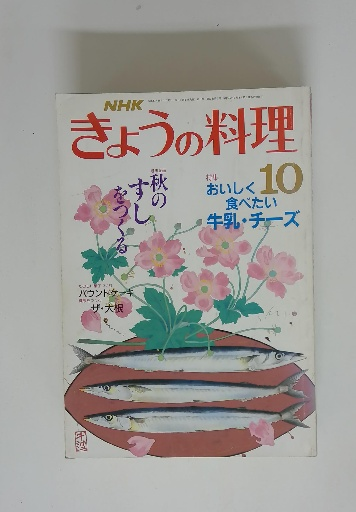 NHK
きょうの料理
10
特集
おいしく
食べたい
牛乳・チーズ
秋の
すし
をつくる
パウンドケーキ
ザ・大根